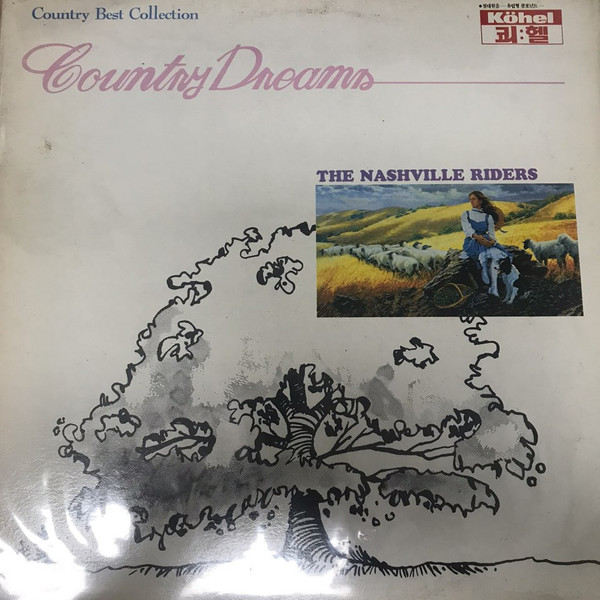 Country Best Collection
Country Dreams
Köhel
쾨:헬
THE NASHVILLE RIDERS